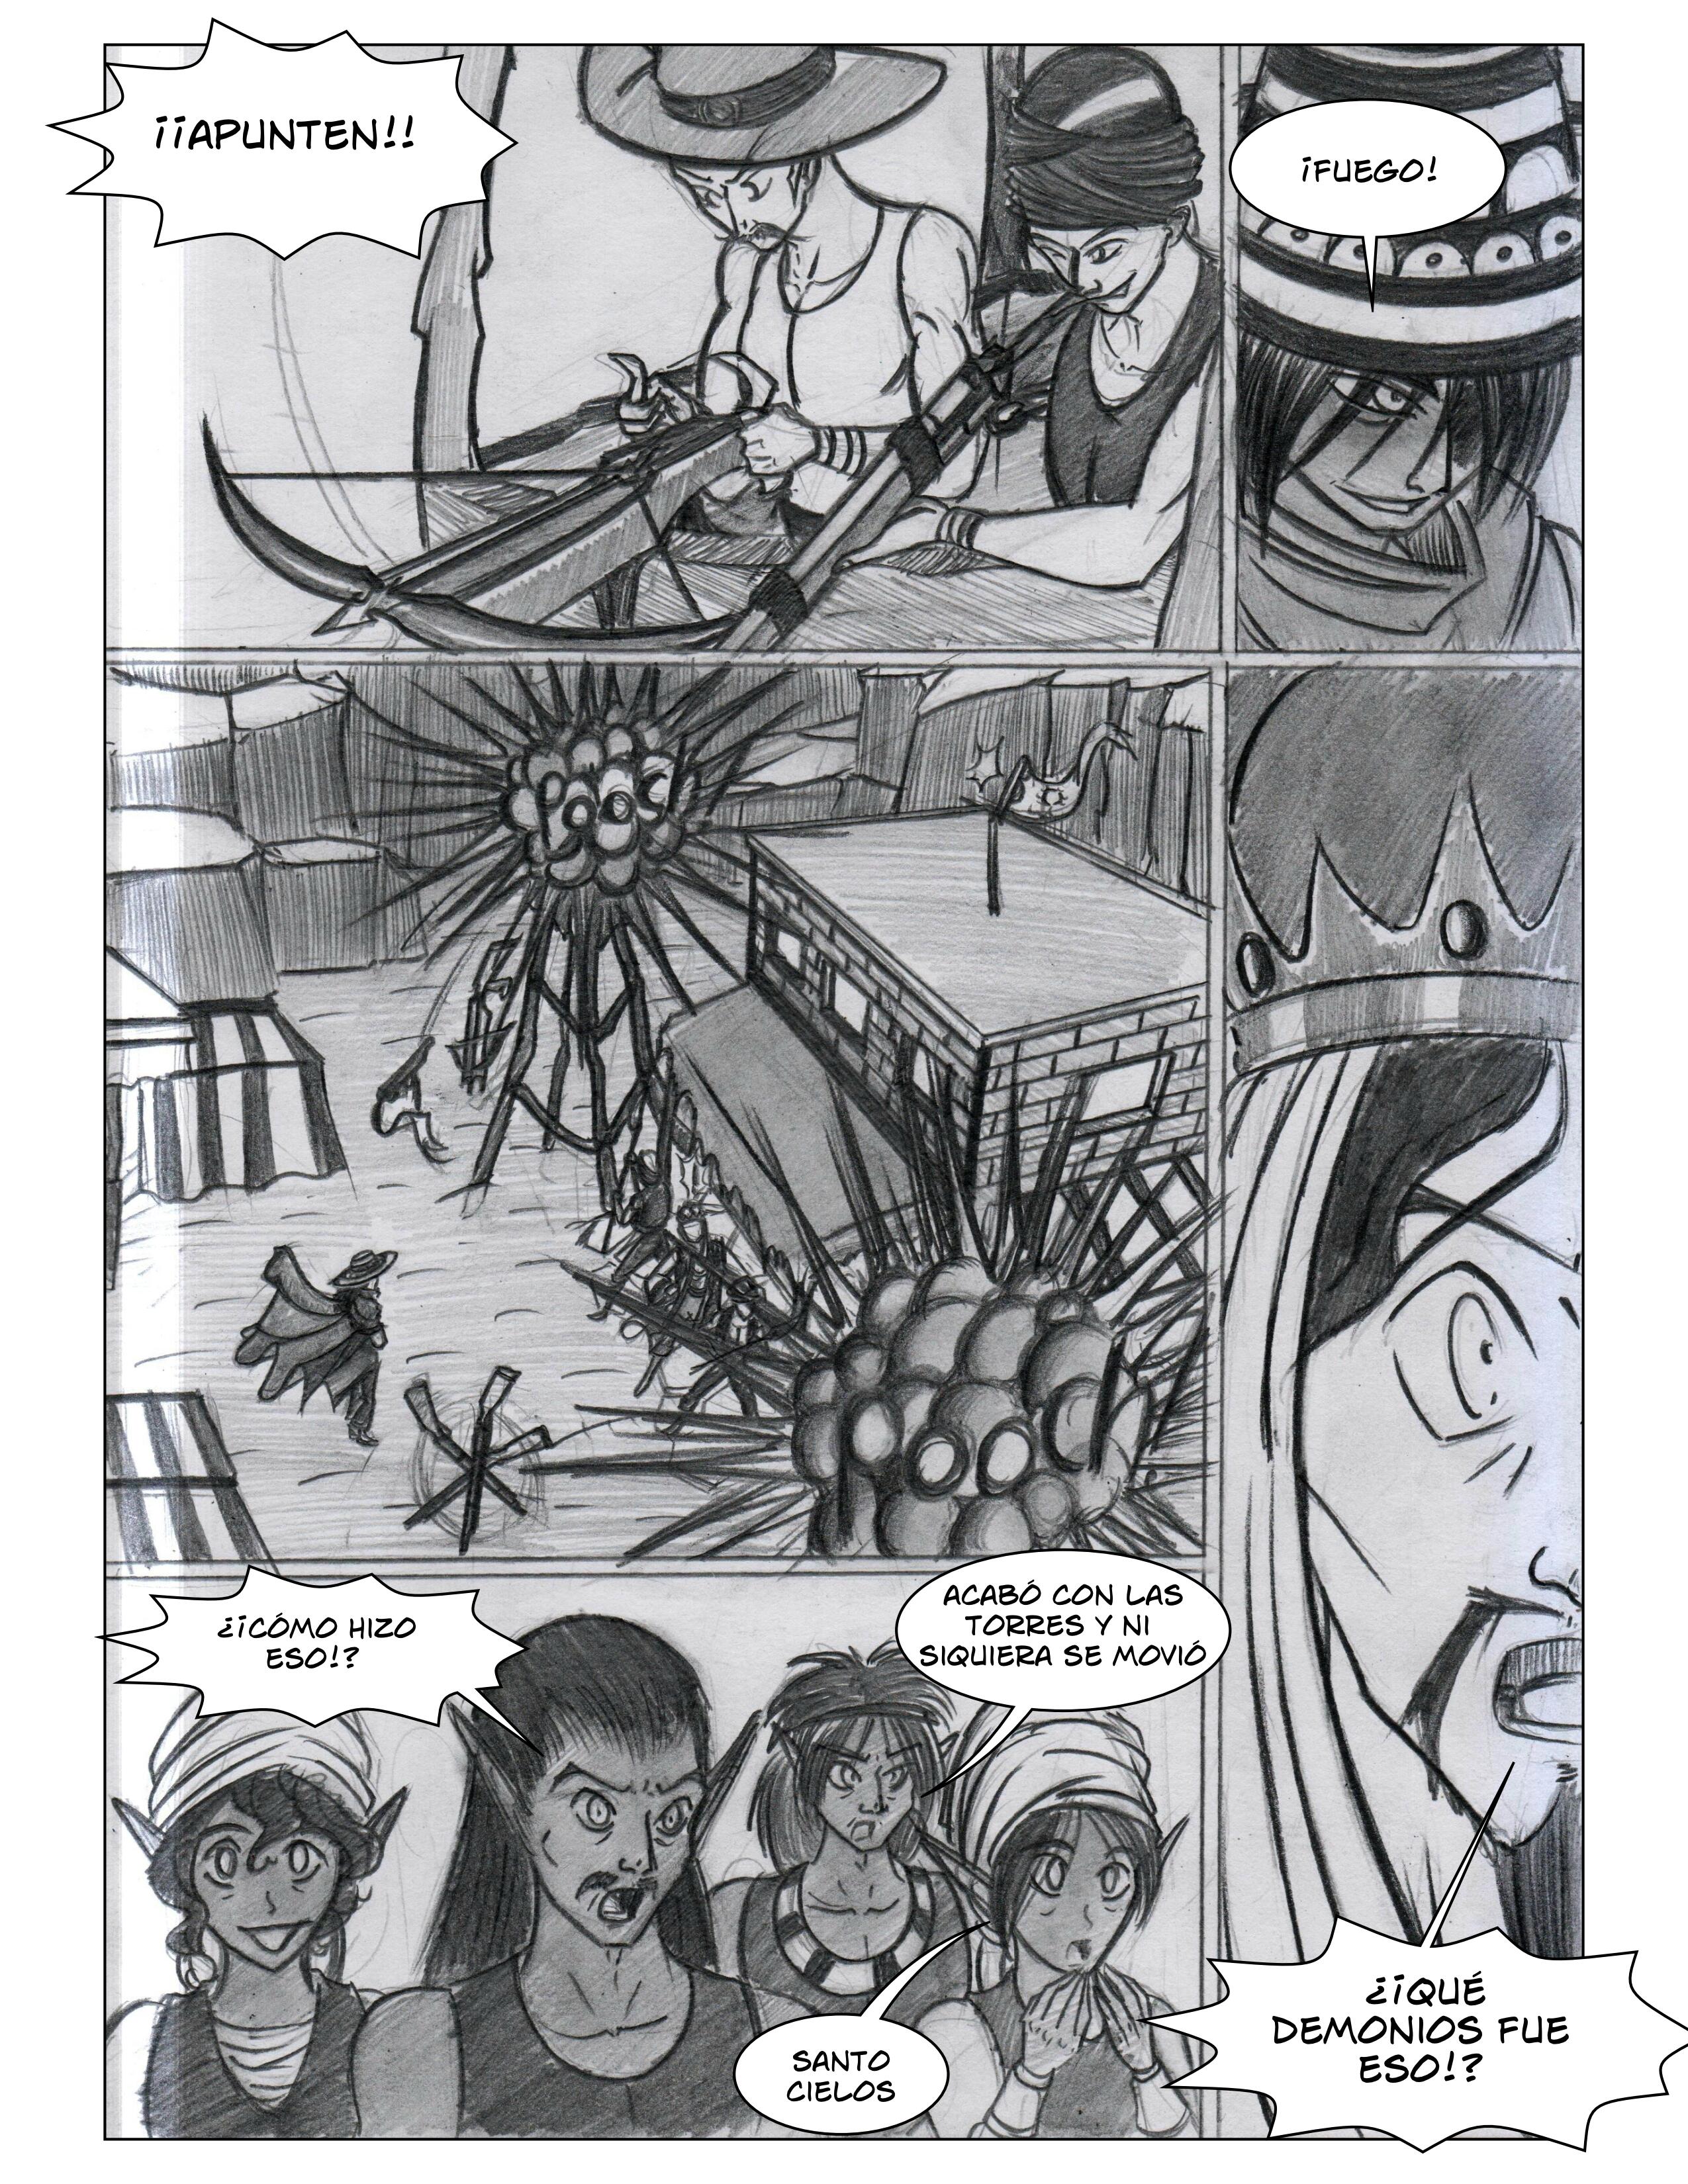 ¡¡APUNTEN!!
¡FUEGO!
POOC
¿¡CÓMO HIZO
ESO!?
ACABÓ CON LAS
TORRES Y NI
SIQUIERA SE MOVIÓ
SANTO
CIELOS
¿¡QUÉ
DEMONIOS FUE
ESO!?